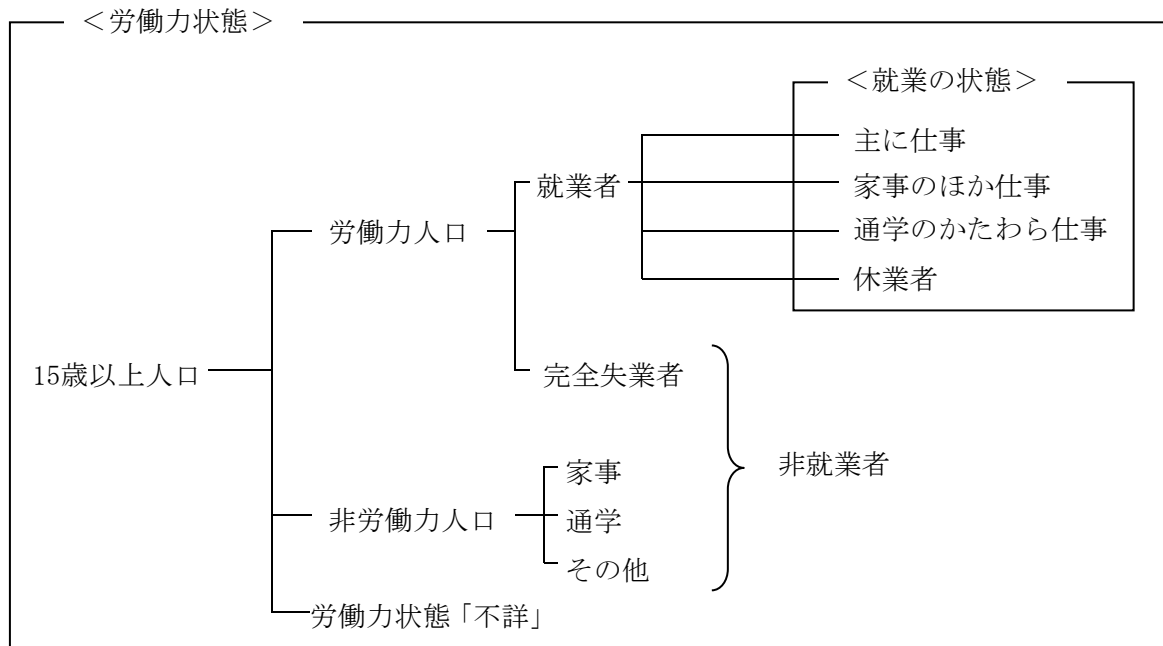 ＜労働力状態＞
＜就業の状態＞
主に仕事
就業者
家事のほか仕事
労働力人口
通学のかたわら仕事
休業者
15歳以上人口
完全失業者
非就業者
家事
非労働力人口
通学
その他
労働力状態「不詳」